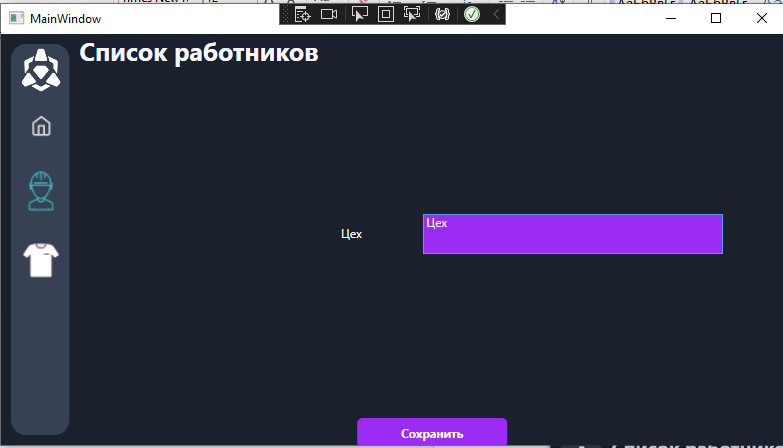 MainWindow
Список работников
Цех
Цех
Сохранить